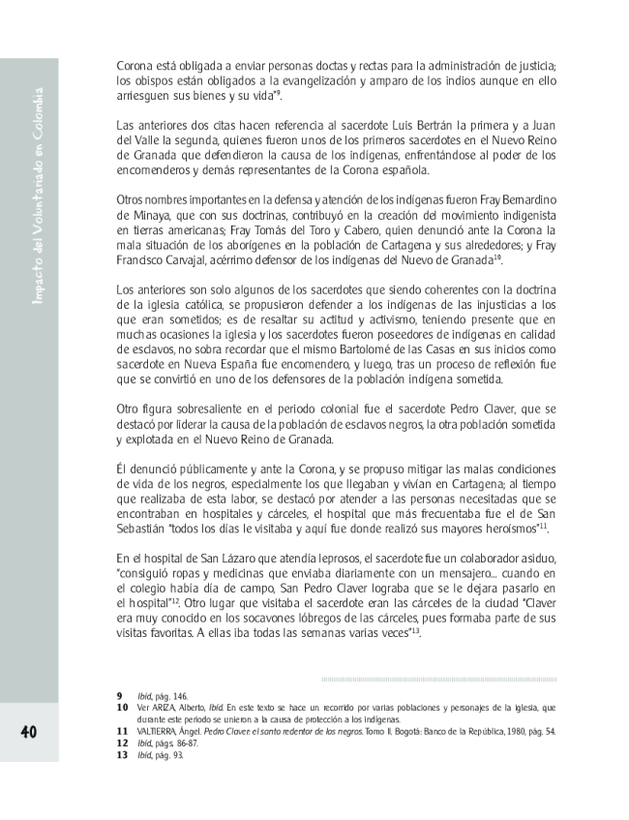 Impacto del Voluntariado en Colombia
Corona está obligada a enviar personas doctas y rectas para la administración de justicia;
los obispos están obligados a la evangelización y amparo de los indios aunque en ello
arriesguen sus bienes y su vida”9.
Las anteriores dos citas hacen referencia al sacerdote Luis Bertrán la primera y a Juan
del Valle la segunda, quienes fueron unos de los primeros sacerdotes en el Nuevo Reino
de Granada que defendieron la causa de los indígenas, enfrentándose al poder de los
encomenderos y demás representantes de la Corona española.
Otros nombres importantes en la defensa y atención de los indígenas fueron Fray Bernardino
de Minaya, que con sus doctrinas, contribuyó en la creación del movimiento indigenista
en tierras americanas; Fray Tomás del Toro y Cabero, quien denunció ante la Corona la
mala situación de los aborígenes en la población de Cartagena y sus alrededores; y Fray
Francisco Carvajal, acérrimo defensor de los indígenas del Nuevo de Granada10.
Los anteriores son solo algunos de los sacerdotes que siendo coherentes con la doctrina
de la iglesia católica, se propusieron defender a los indígenas de las injusticias a los
que eran sometidos; es de resaltar su actitud y activismo, teniendo presente que en
muchas ocasiones la iglesia y los sacerdotes fueron poseedores de indígenas en calidad
de esclavos, no sobra recordar que el mismo Bartolomé de las Casas en sus inicios como
sacerdote en Nueva España fue encomendero, y luego, tras un proceso de reflexión fue
que se convirtió en uno de los defensores de la población indígena sometida.
Otro figura sobresaliente en el periodo colonial fue el sacerdote Pedro Claver, que se
destacó por liderar la causa de la población de esclavos negros, la otra población sometida
y explotada en el Nuevo Reino de Granada.
Él denunció públicamente y ante la Corona, y se propuso mitigar las malas condiciones
de vida de los negros, especialmente los que llegaban y vivían en Cartagena; al tiempo
que realizaba de esta labor, se destacó por atender a las personas necesitadas que se
encontraban en hospitales y cárceles, el hospital que más frecuentaba fue el de San
Sebastián “todos los días le visitaba y aquí fue donde realizó sus mayores heroísmos”11.
En el hospital de San Lázaro que atendía leprosos, el sacerdote fue un colaborador asiduo,
“consiguió ropas y medicinas que enviaba diariamente con un mensajero... cuando en
el colegio había día de campo, San Pedro Claver lograba que se le dejara pasarlo en
el hospital”12. Otro lugar que visitaba el sacerdote eran las cárceles de la ciudad “Claver
era muy conocido en los socavones lóbregos de las cárceles, pues formaba parte de sus
visitas favoritas. A ellas iba todas las semanas varias veces”13.
9 Ibíd., pág. 146.
10 Ver ARIZA, Alberto, Ibíd. En este texto se hace un recorrido por varias poblaciones y personajes de la iglesia, que
durante este periodo se unieron a la causa de protección a los indígenas.
11 VALTIERRA, Ángel. Pedro Claver: el santo redentor de los negros. Tomo II. Bogotá: Banco de la República, 1980, pág. 54.
12 Ibíd., págs. 86-87.
13 Ibíd., pág. 93.
40